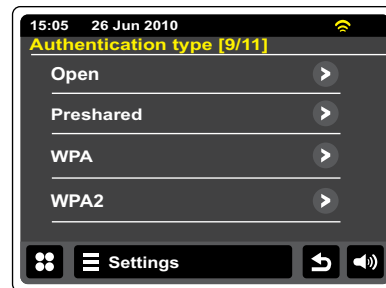 15:05 26 Jun 2010
Authentication type [9/11]
Open
Preshared
WPA
WPA2
Settings